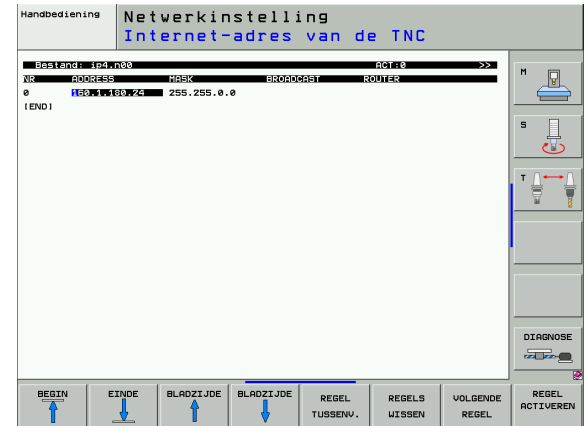 Handbediening
Netwerkinstelling
Internet-adres van de TNC
Bestand: ip4.n00 ACT:0 >>
NR ADDRESS MASK BROADCAST ROUTER
0 160.1.180.24 255.255.0.0
[END]
M
S
T
DIAGNOSE
BEGIN
EINDE
BLADZIJDE
BLADZIJDE
REGEL
TUSSENV.
REGELS
WISSEN
VOLGENDE
REGEL
REGEL
ACTIVEREN